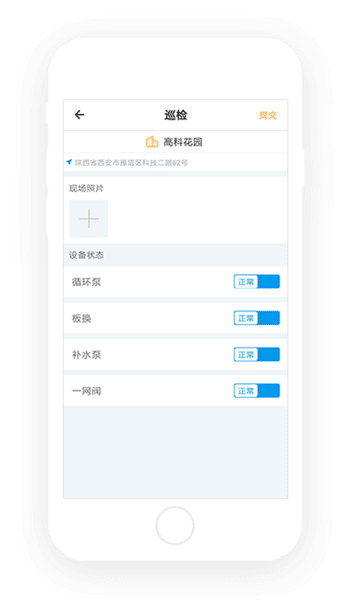 巡检
提交
高科花园
陕西省西安市雁塔区科技二路62号
现场照片
设备状态
循环泵
正常
板换
正常
补水泵
正常
一网阀
正常